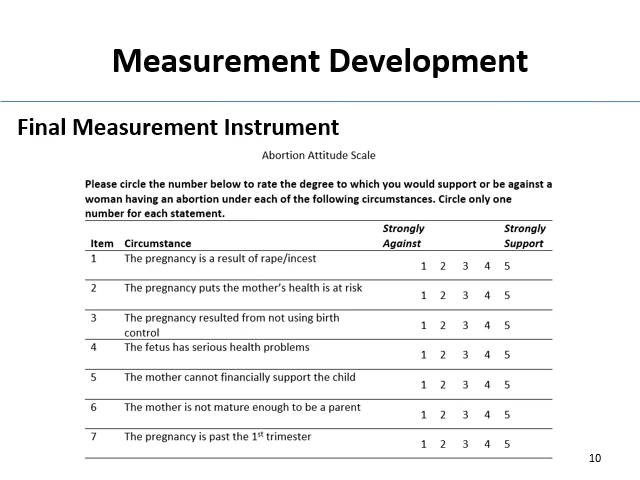 Measurement Development
Final Measurement Instrument
Abortion Attitude Scale
Please circle the number below to rate the degree to which you would support or be against a
woman having an abortion under each of the following circumstances. Circle only one
number for each statement.
Strongly Strongly
Item Circumstance Against Support
1 The pregnancy is a result of rape/incest 1 2 3 4 5
2 The pregnancy puts the mother's health is at risk 1 2 3 4 5
3 The pregnancy resulted from not using birth
control 1 2 3 4 5
4 The fetus has serious health problems 1 2 3 4 5
5 The mother cannot financially support the child 1 2 3 4 5
6 The mother is not mature enough to be a parent 1 2 3 4 5
7 The pregnancy is past the 1st trimester 1 2 3 4 5
10